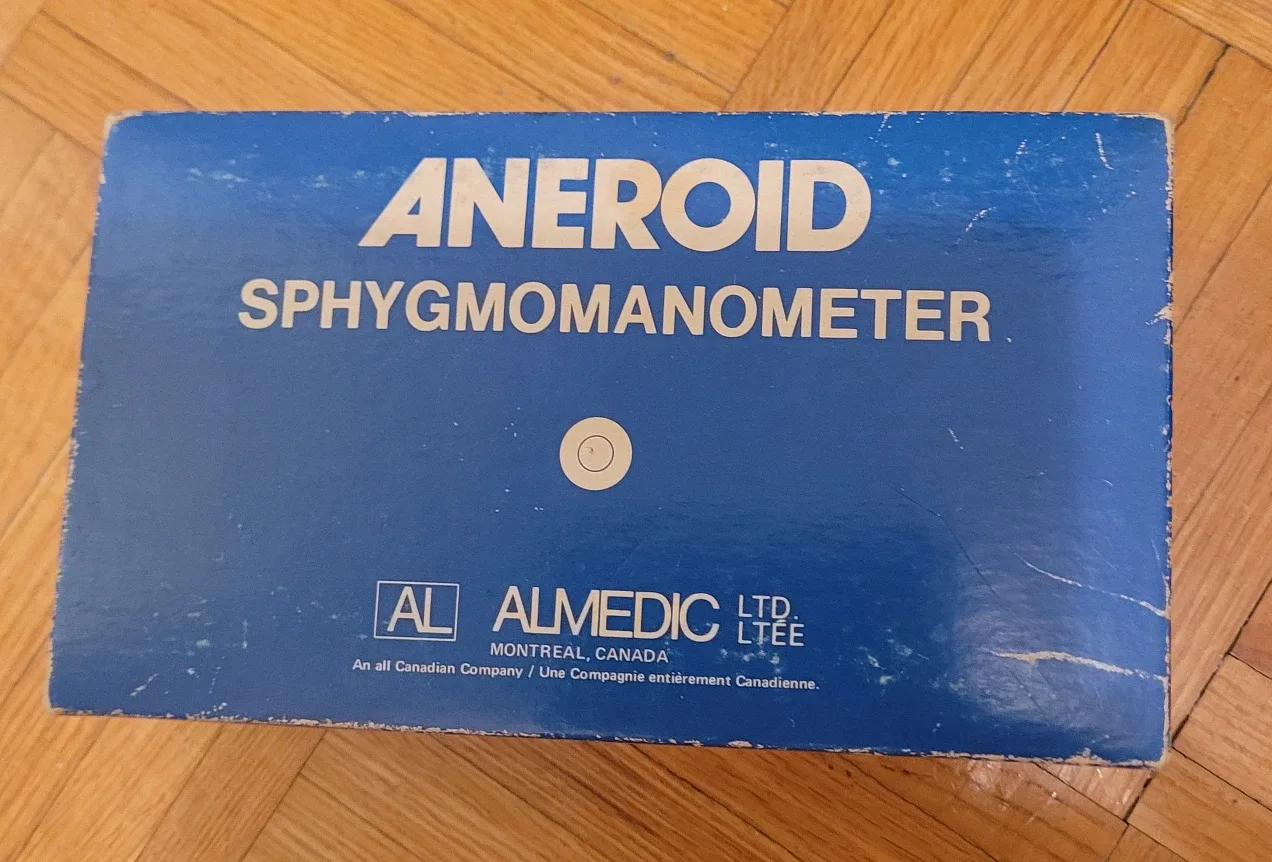 ANEROID
SPHYGMOMANOMETER
AL ALMEDIC LTD.
LTÉE
MONTREAL, CANADA
An all Canadian Company / Une Compagnie entièrement Canadienne.